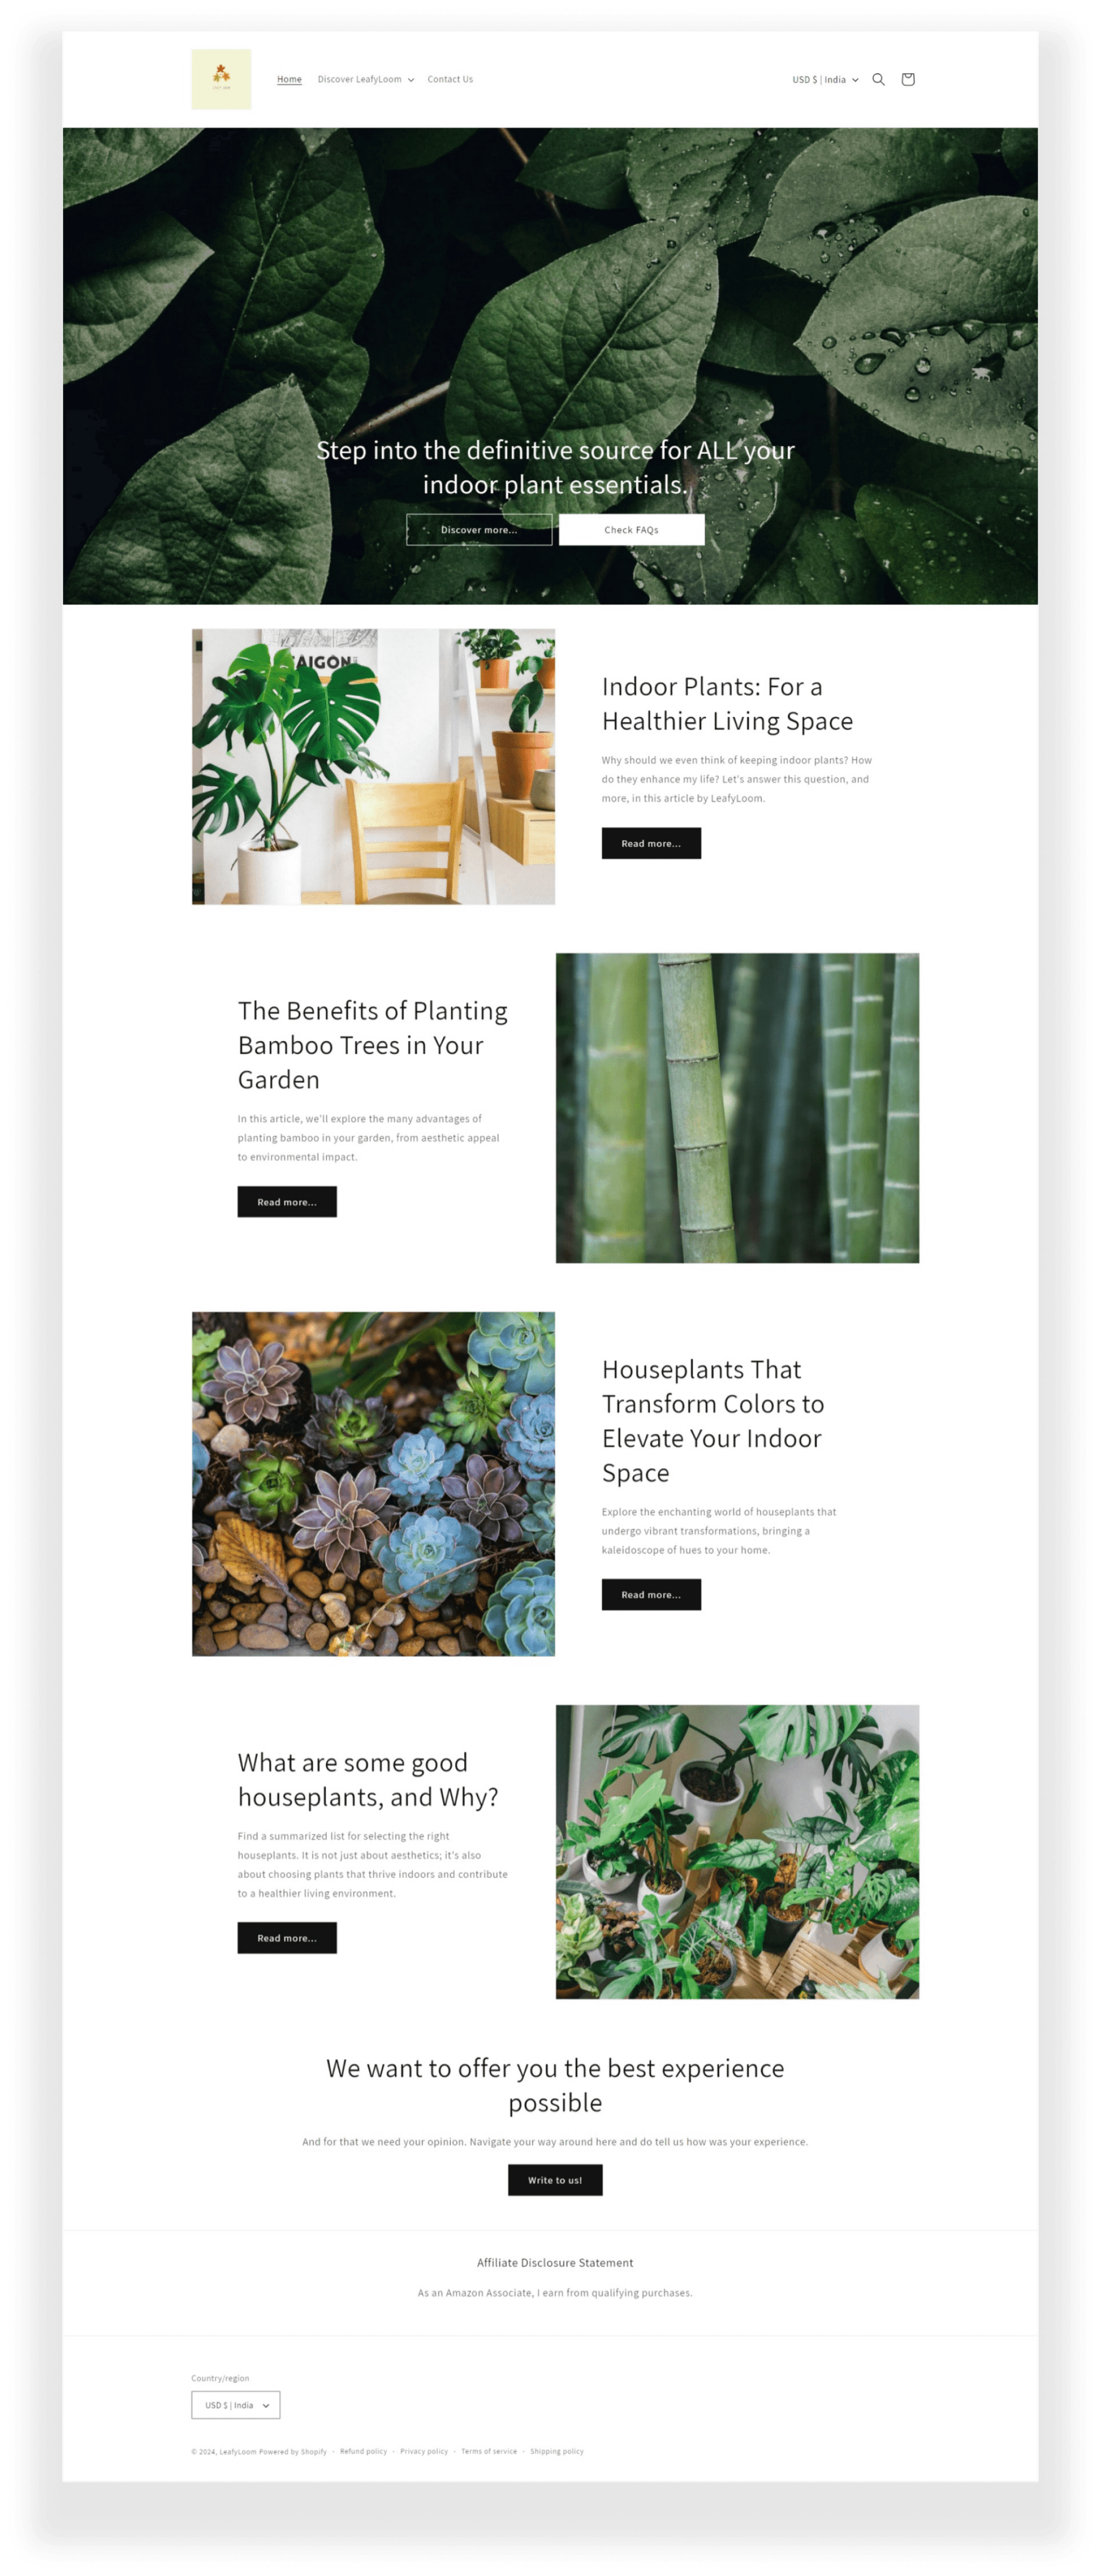 Home
Discover LeafyLoom
Contact Us
USD $ | India
Step into the definitive source for ALL your
indoor plant essentials.
Discover more...
Check FAQs
AIGON
Indoor Plants: For a
Healthier Living Space
Why should we even think of keeping indoor plants? How
do they enhance my life? Let's answer this question, and
more, in this article by LeafyLoom.
Read more...
The Benefits of Planting
Bamboo Trees in Your
Garden
In this article, we'll explore the many advantages of
planting bamboo in your garden, from aesthetic appeal
to environmental impact.
Read more...
Houseplants That
Transform Colors to
Elevate Your Indoor
Space
Explore the enchanting world of houseplants that
undergo vibrant transformations, bringing a
kaleidoscope of hues to your home.
Read more...
What are some good
houseplants, and Why?
Find a summarized list for selecting the right
houseplants. It is not just about aesthetics; it's also
about choosing plants that thrive indoors and contribute
to a healthier living environment.
Read more...
We want to offer you the best experience
possible
And for that we need your opinion. Navigate your way around here and do tell us how was your experience.
Write to us!
Affiliate Disclosure Statement
As an Amazon Associate, I earn from qualifying purchases.
Country/region
USD $ | India
© 2024, LeafyLoom Powered by Shopify · Refund policy · Privacy policy · Terms of service · Shipping policy